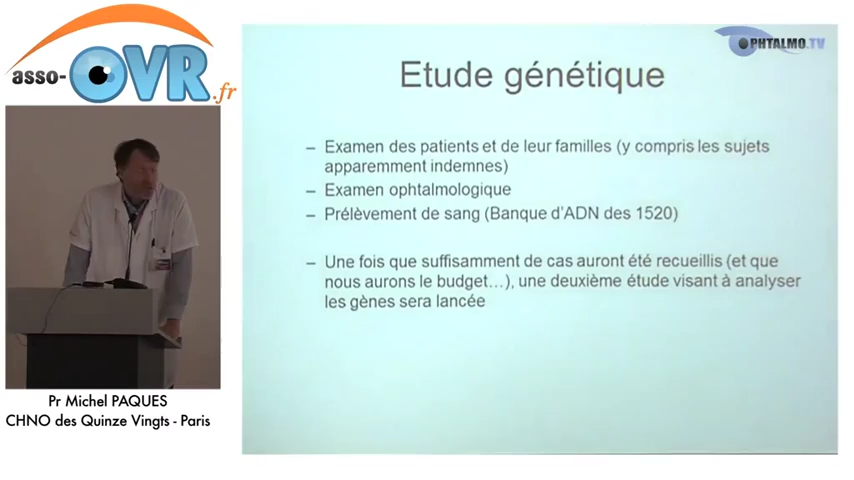 asso-OVR.fr
OPHTALMO.TV
Etude génétique
– Examen des patients et de leur familles (y compris les sujets
apparemment indemnes)
– Examen ophtalmologique
– Prélèvement de sang (Banque d’ADN des 1520)
– Une fois que suffisamment de cas auront été recueillis (et que
nous aurons le budget…), une deuxième étude visant à analyser
les gènes sera lancée
Pr Michel PAQUES
CHNO des Quinze Vingts - Paris